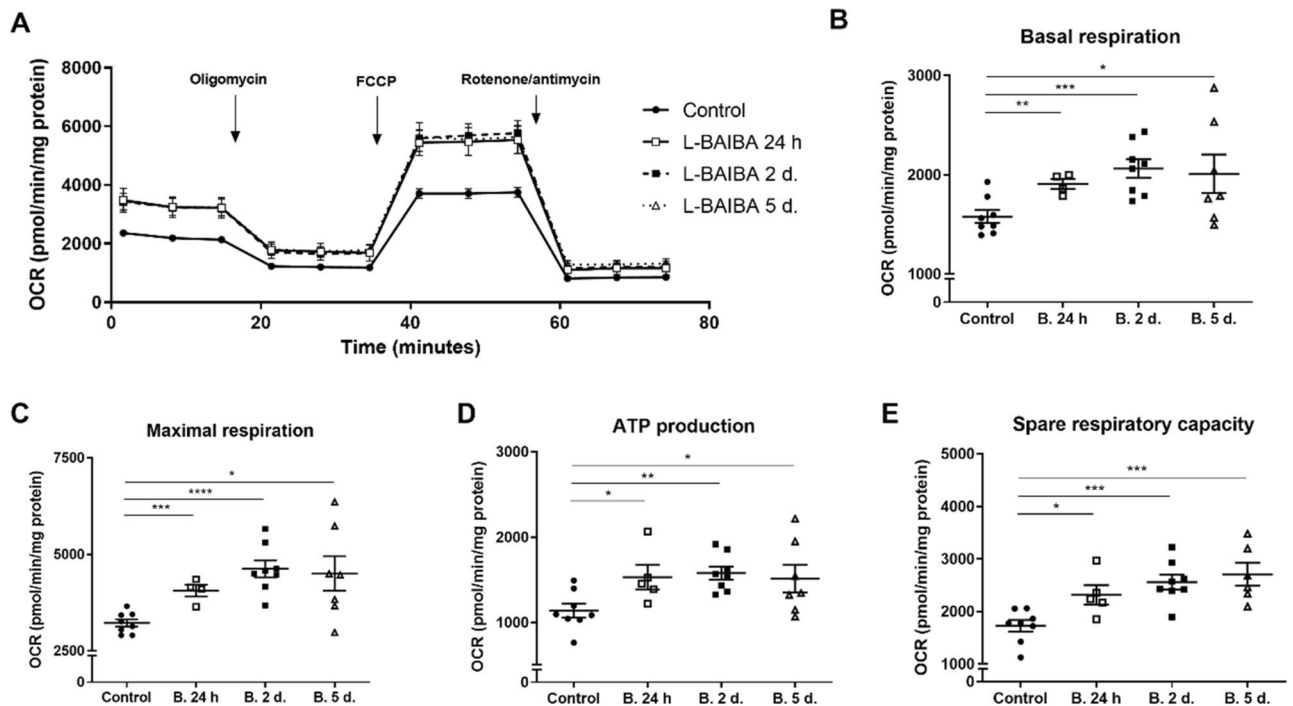 A
OCR (pmol/min/mg protein)
8000
6000
4000
2000
0
0
20
40
60
80
Time (minutes)
Oligomycin
FCCP
Rotenone/antimycin
Control
L-BAIBA 24 h
L-BAIBA 2 d.
L-BAIBA 5 d.
B
Basal respiration
OCR (pmol/min/mg protein)
3000
2000
1000
0
*
***
**
Control
B. 24 h
B. 2 d.
B. 5 d.
C
Maximal respiration
OCR (pmol/min/mg protein)
7500
5000
2500
0
*
****
***
Control
B. 24 h
B. 2 d.
B. 5 d.
D
ATP production
OCR (pmol/min/mg protein)
3000
2000
1000
0
*
**
*
Control
B. 24 h
B. 2 d.
B. 5 d.
E
Spare respiratory capacity
OCR (pmol/min/mg protein)
5000
4000
3000
2000
1000
0
***
***
*
Control
B. 24 h
B. 2 d.
B. 5 d.